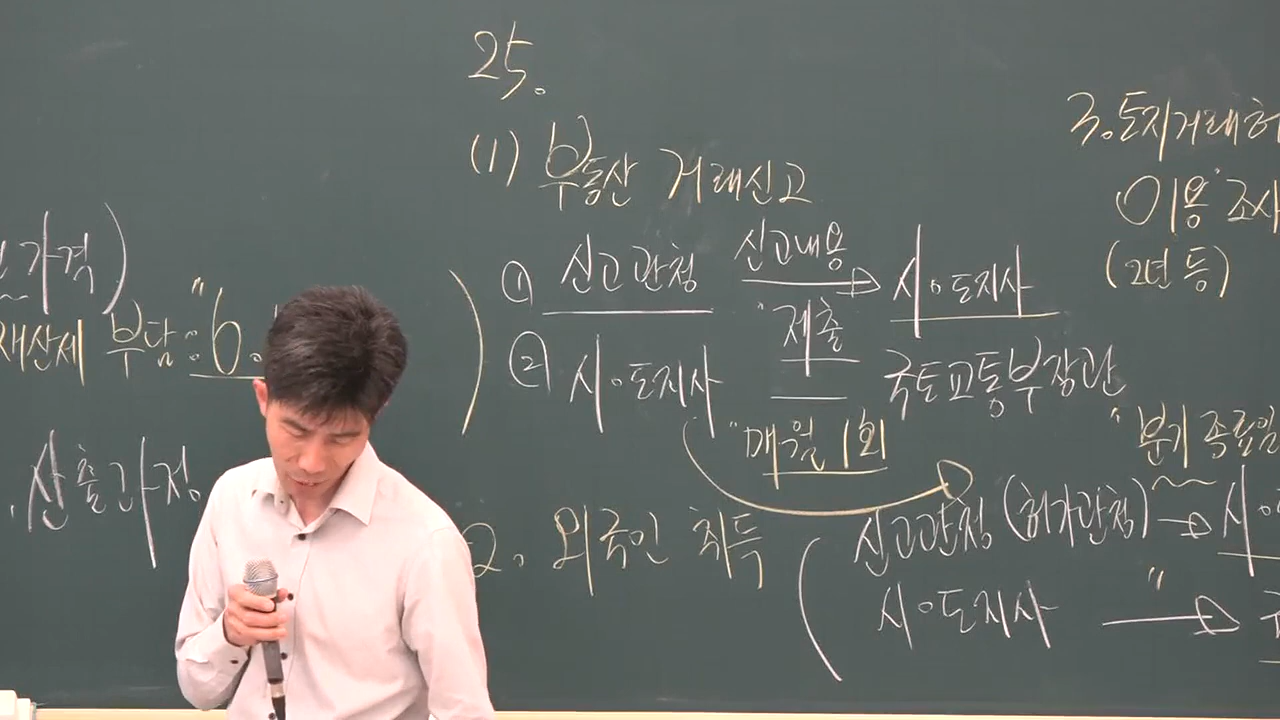 가격)
재산세 부담 : "6.
산출과정
25.
(1) 부동산 거래신고
① 신고관청 신고내용 → 시·도지사
"제출
② 시·도지사 국토교통부장관
"매월 1회
2. 외국인 취득
신고관청 (허가관청) → 시·
시·도지사 " →
"분기 종료일
3. 토지거래허
이용" 조사
(2년 등)